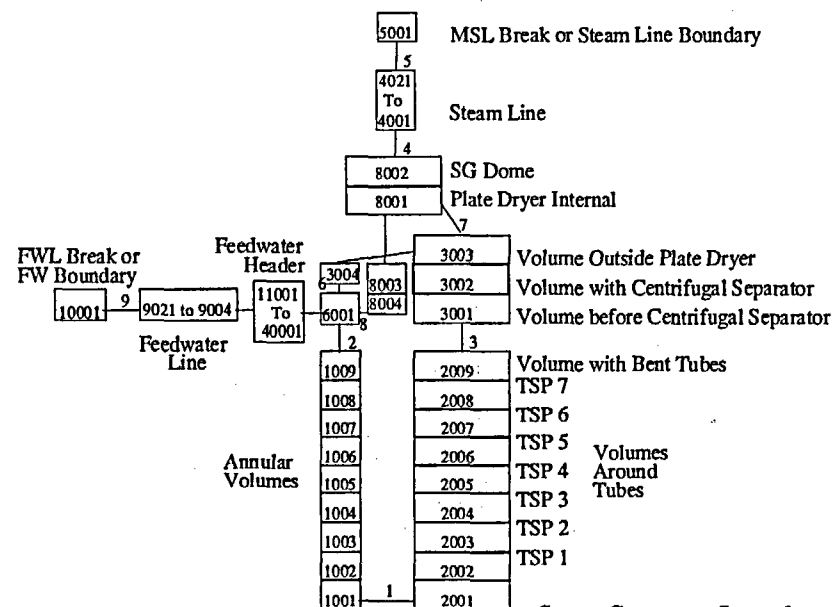 5001 MSL Break or Steam Line Boundary
5
4021
To
4001
Steam Line
4
8002 SG Dome
8001 Plate Dryer Internal
7
FWL Break or
FW Boundary
Feedwater
Header
3003 Volume Outside Plate Dryer
3004
6
8003
3002 Volume with Centrifugal Separator
8004
10001
9
9021 to 9004
11001
To
40001
6001
8
3001 Volume before Centrifugal Separator
Feedwater
Line
2
3
1009 2009 Volume with Bent Tubes
TSP 7
1008 2008
TSP 6
1007 2007
TSP 5
1006 2006
TSP 4
1005 2005
TSP 3
1004 2004
TSP 2
1003 2003
TSP 1
1002 2002
1001 1 2001
Annular
Volumes
Volumes
Around
Tubes